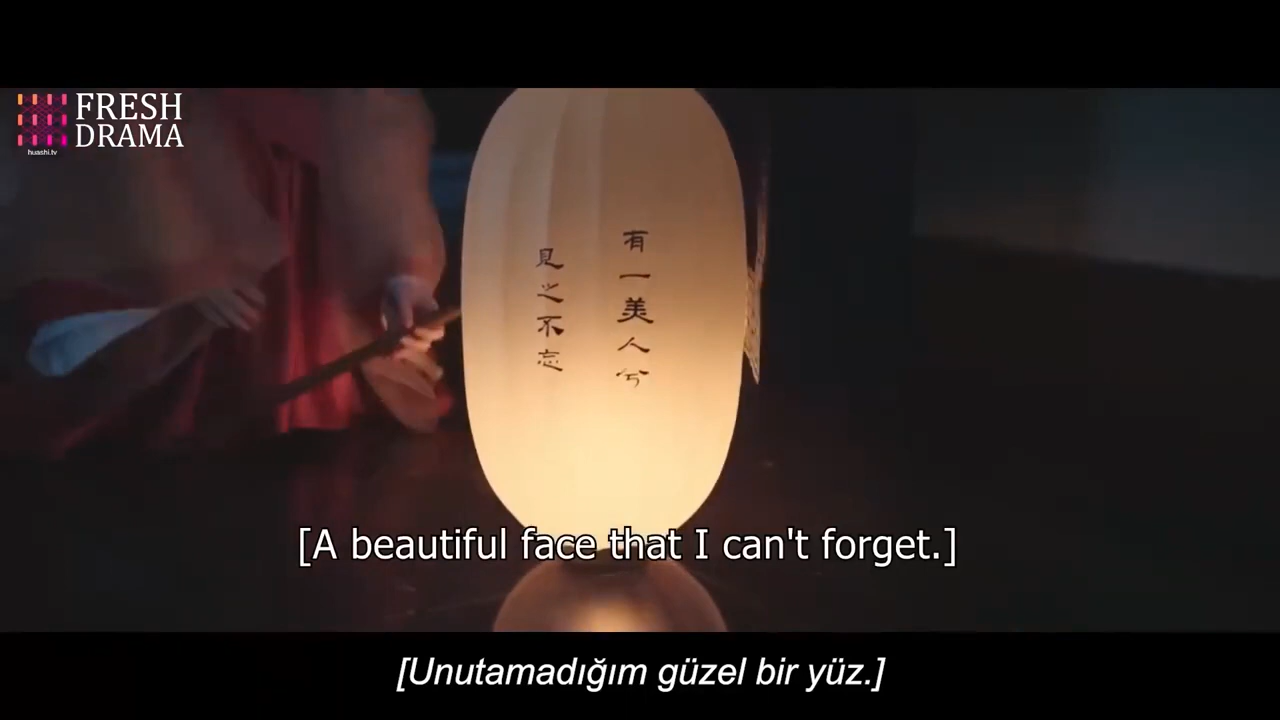 FRESH
DRAMA
huashi.tv
有一美人兮
見之不忘
[A beautiful face that I can't forget.]
[Unutamadığım güzel bir yüz.]